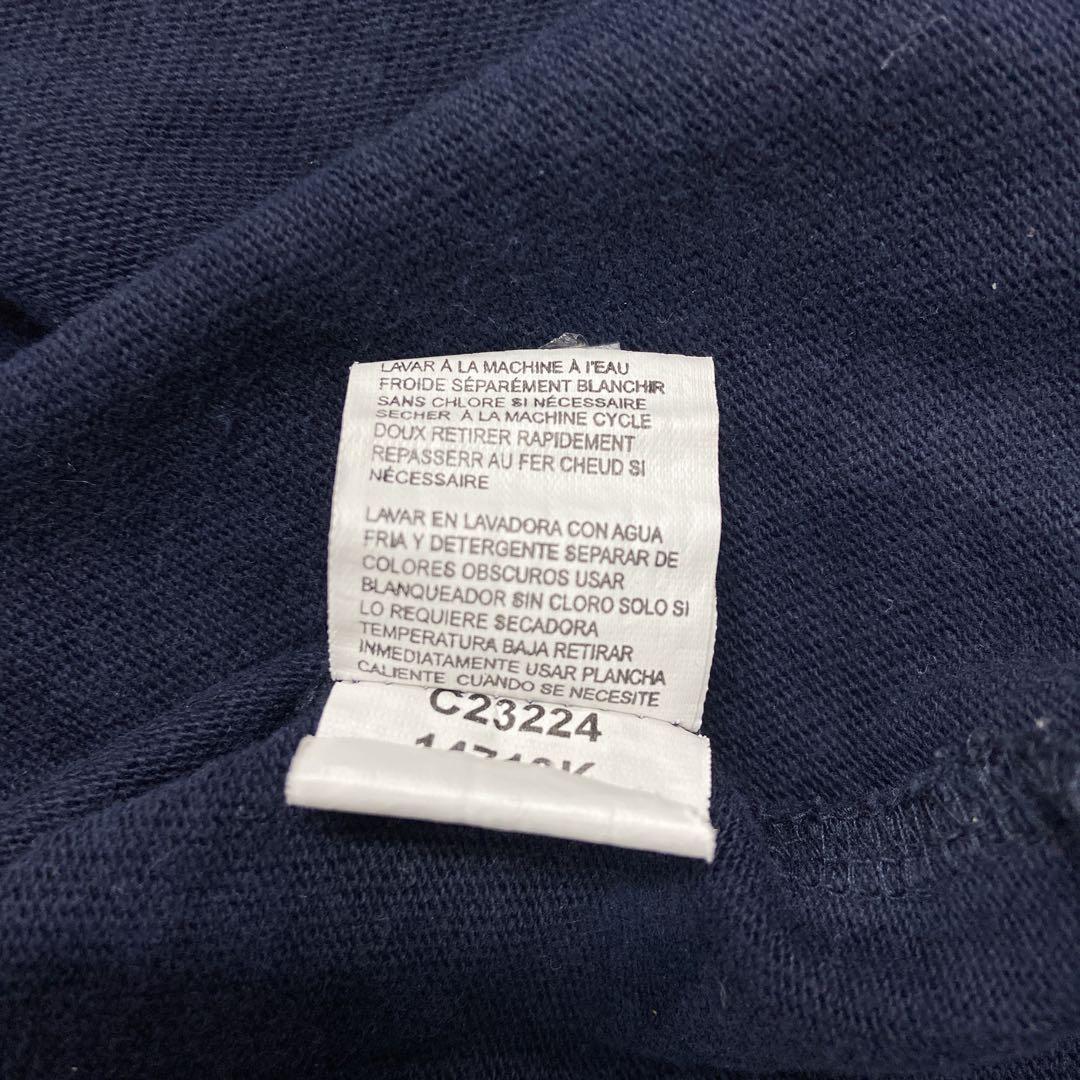 LAVAR À LA MACHINE À L'EAU
FROIDE SÉPARÉMENT BLANCHIR
SANS CHLORE SI NÉCESSAIRE
SECHER À LA MACHINE CYCLE
DOUX RETIRER RAPIDEMENT
REPASSERR AU FER CHEUD SI
NÉCESSAIRE
LAVAR EN LAVADORA CON AGUA
FRIA Y DETERGENTE SEPARAR DE
COLORES OBSCUROS USAR
BLANQUEADOR SIN CLORO SOLO SI
LO REQUIERE SECADORA
TEMPERATURA BAJA RETIRAR
INMEDIATAMENTE USAR PLANCHA
CALIENTE CUANDO SE NECESITE
C23224